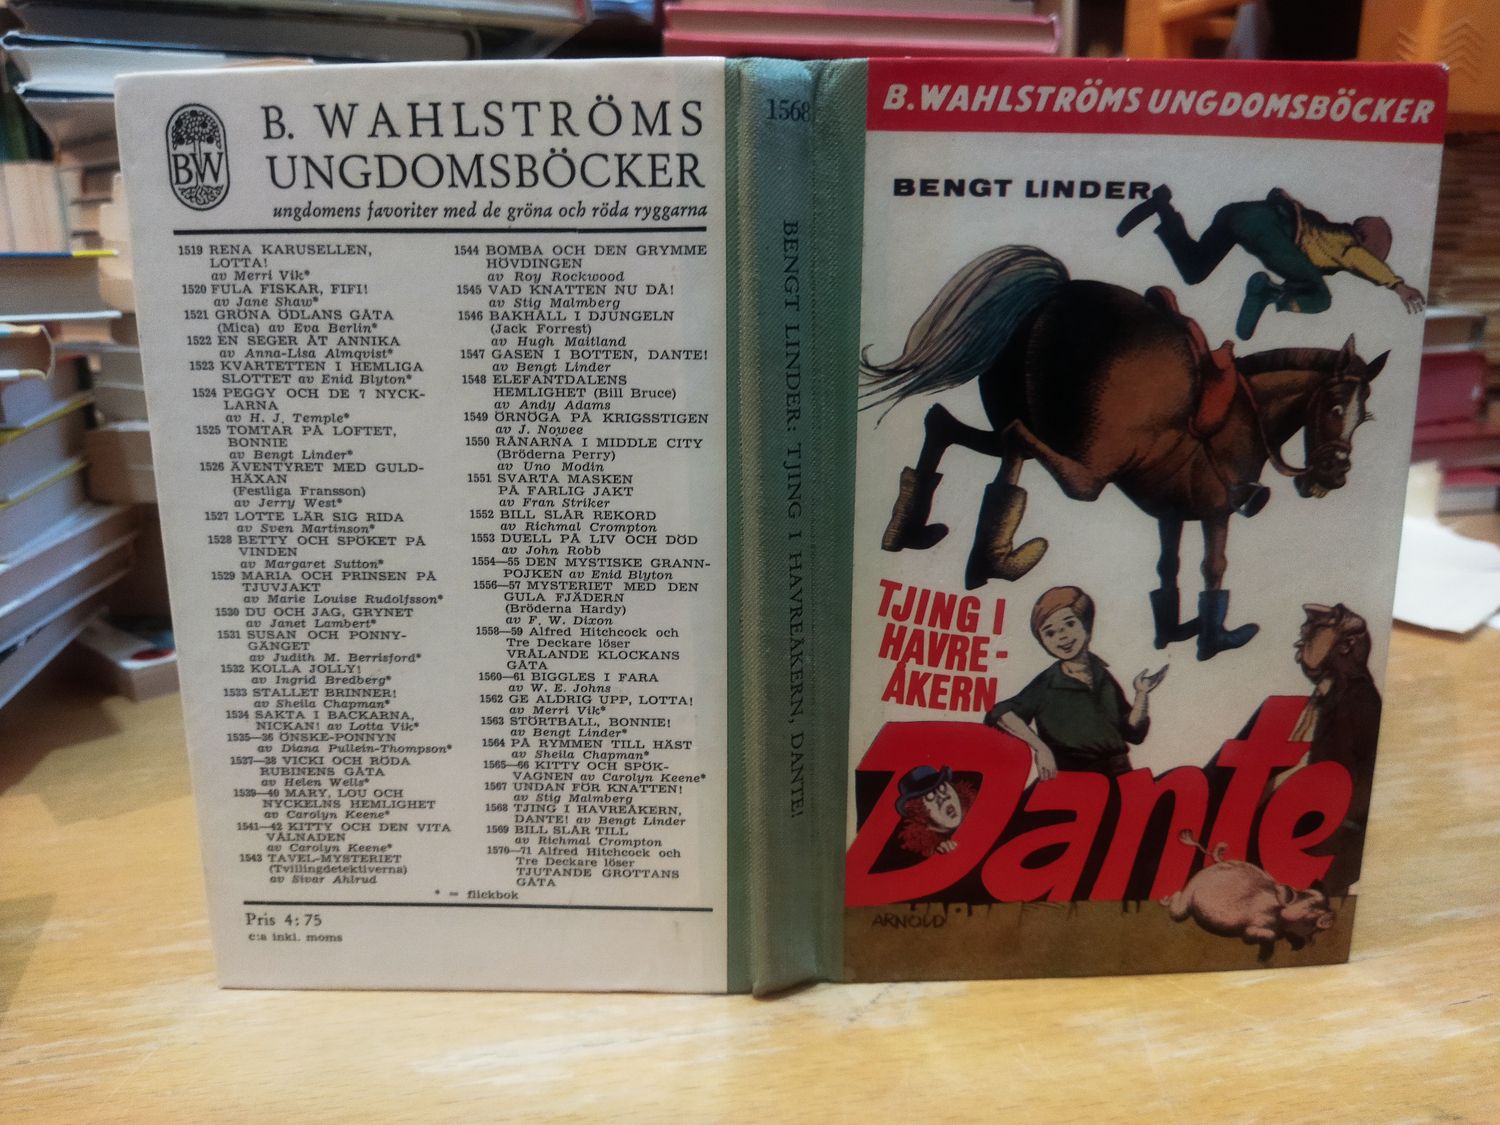 BW
B. WAHLSTRÖMS
UNGDOMSBÖCKER
ungdomens favoriter med de gröna och röda ryggarna
1519 RENA KARUSELLEN,
LOTTA!
av Merri Vik*
1520 FULA FISKAR, FIFI!
av Jane Shaw*
1521 GRÖNA ÖDLANS GÅTA
(Mica) av Eva Berlin*
1522 EN SEGER ÅT ANNIKA
av Anna-Lisa Almqvist*
1523 KVARTETTEN I HEMLIGA
SLOTTET av Enid Blyton*
1524 PEGGY OCH DE 7 NYCK-
LARNA
av H. J. Temple*
1525 TOMTAR PÅ LOFTET,
BONNIE
av Bengt Linder*
1526 ÄVENTYRET MED GULD-
HÄXAN
(Festliga Fransson)
av Jerry West*
1527 LOTTE LÄR SIG RIDA
av Sven Martinson*
1528 BETTY OCH SPÖKET PÅ
VINDEN
av Margaret Sutton*
1529 MARIA OCH PRINSEN PÅ
TJUVJAKT
av Marie Louise Rudolfsson*
1530 DU OCH JAG, GRYNET
av Janet Lambert*
1531 SUSAN OCH PONNY-
GÄNGET
av Judith M. Berrisford*
1532 KOLLA JOLLY!
av Ingrid Bredberg*
1533 STALLET BRINNER!
av Sheila Chapman*
1534 SAKTA I BACKARNA,
NICKAN! av Lotta Vik*
1535—36 ÖNSKE-PONNYN
av Diana Pullein-Thompson*
1537—38 VICKI OCH RÖDA
RUBINENS GÅTA
av Helen Wells*
1539—40 MARY, LOU OCH
NYCKELNS HEMLIGHET
av Carolyn Keene*
1541—42 KITTY OCH DEN VITA
VÅLNADEN
av Carolyn Keene*
1543 TAVEL-MYSTERIET
(Tvillingdetektiverna)
av Sivar Ahlrud
1544 BOMBA OCH DEN GRYMME
HÖVDINGEN
av Roy Rockwood
1545 VAD KNATTEN NU DÅ!
av Stig Malmberg
1546 BAKHÅLL I DJUNGELN
(Jack Forrest)
av Hugh Maitland
1547 GASEN I BOTTEN, DANTE!
av Bengt Linder
1548 ELEFANTDALENS
HEMLIGHET (Bill Bruce)
av Andy Adams
1549 ÖRNÖGA PÅ KRIGSSTIGEN
av J. Nowee
1550 RÅNARNA I MIDDLE CITY
(Bröderna Perry)
av Uno Modin
1551 SVARTA MASKEN
PÅ FARLIG JAKT
av Fran Striker
1552 BILL SLÅR REKORD
av Richmal Crompton
1553 DUELL PÅ LIV OCH DÖD
av John Robb
1554—55 DEN MYSTISKE GRANN-
POJKEN av Enid Blyton
1556—57 MYSTERIET MED DEN
GULA FJÄDERN
(Bröderna Hardy)
av F. W. Dixon
1558—59 Alfred Hitchcock och
Tre Deckare löser
VRÅLANDE KLOCKANS
GÅTA
1560—61 BIGGLES I FARA
av W. E. Johns
1562 GE ALDRIG UPP, LOTTA!
av Merri Vik*
1563 STÖRTBALL, BONNIE!
av Bengt Linder*
1564 PÅ RYMMEN TILL HÄST
av Sheila Chapman*
1565—66 KITTY OCH SPÖK-
VAGNEN av Carolyn Keene*
1567 UNDAN FÖR KNATTEN!
av Stig Malmberg
1568 TJING I HAVREÅKERN,
DANTE! av Bengt Linder
1569 BILL SLÅR TILL
av Richmal Crompton
1570—71 Alfred Hitchcock och
Tre Deckare löser
TJUTANDE GROTTANS
GÅTA
* = flickbok
Pris 4:75
c:a inkl. moms
1568
BENGT LINDER: TJING I HAVREÅKERN, DANTE!
B.WAHLSTRÖMS UNGDOMSBÖCKER
BENGT LINDER
TJING I
HAVRE-
ÅKERN
Dante
ARNOLD